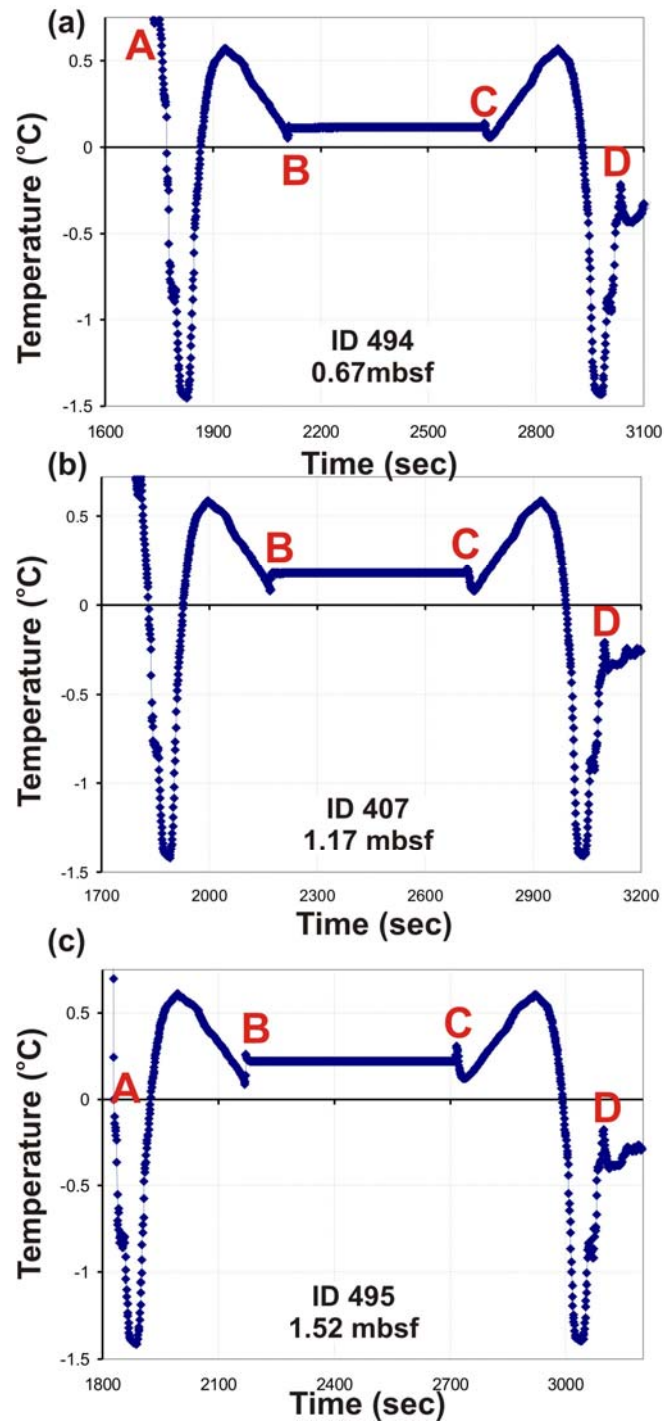 (a)
A
B
C
D
0.5
0
-0.5
-1
-1.5
Temperature (°C)
ID 494
0.67mbsf
1600 1900 2200 2500 2800 3100
Time (sec)
(b)
B
C
D
0.5
0
-0.5
-1
-1.5
Temperature (°C)
ID 407
1.17 mbsf
1700 2000 2300 2600 2900 3200
Time (sec)
(c)
A
B
C
D
0.5
0
-0.5
-1
-1.5
Temperature (°C)
ID 495
1.52 mbsf
1800 2100 2400 2700 3000
Time (sec)